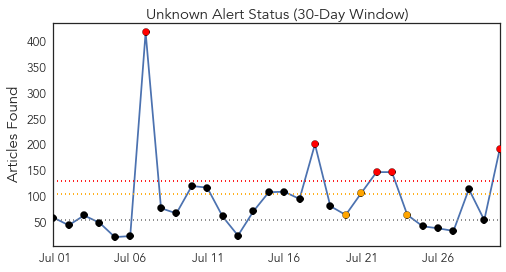 Unknown Alert Status (30-Day Window)
Articles Found
400
350
300
250
200
150
100
50
Jul 01
Jul 06
Jul 11
Jul 16
Jul 21
Jul 26